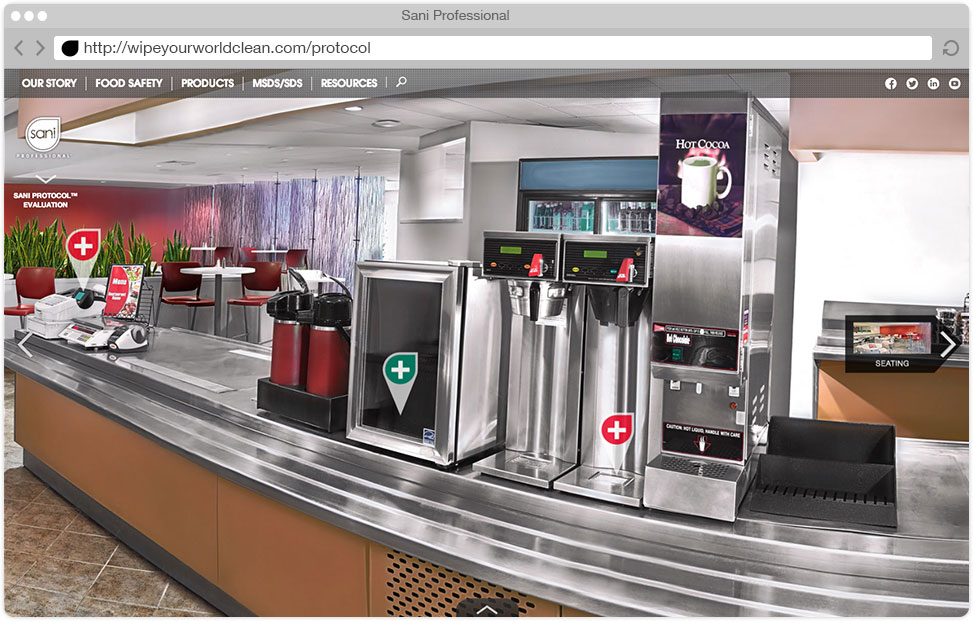 Sani Professional
http://wipeyourworldclean.com/protocol
OUR STORY
FOOD SAFETY
PRODUCTS
MSDS/SDS
RESOURCES
sani
PROFESSIONAL
SANI PROTOCOL™
EVALUATION
Menu
HOT COCOA
Hot Chocolate
CAUTION: HOT LIQUID, HANDLE WITH CARE
SEATING